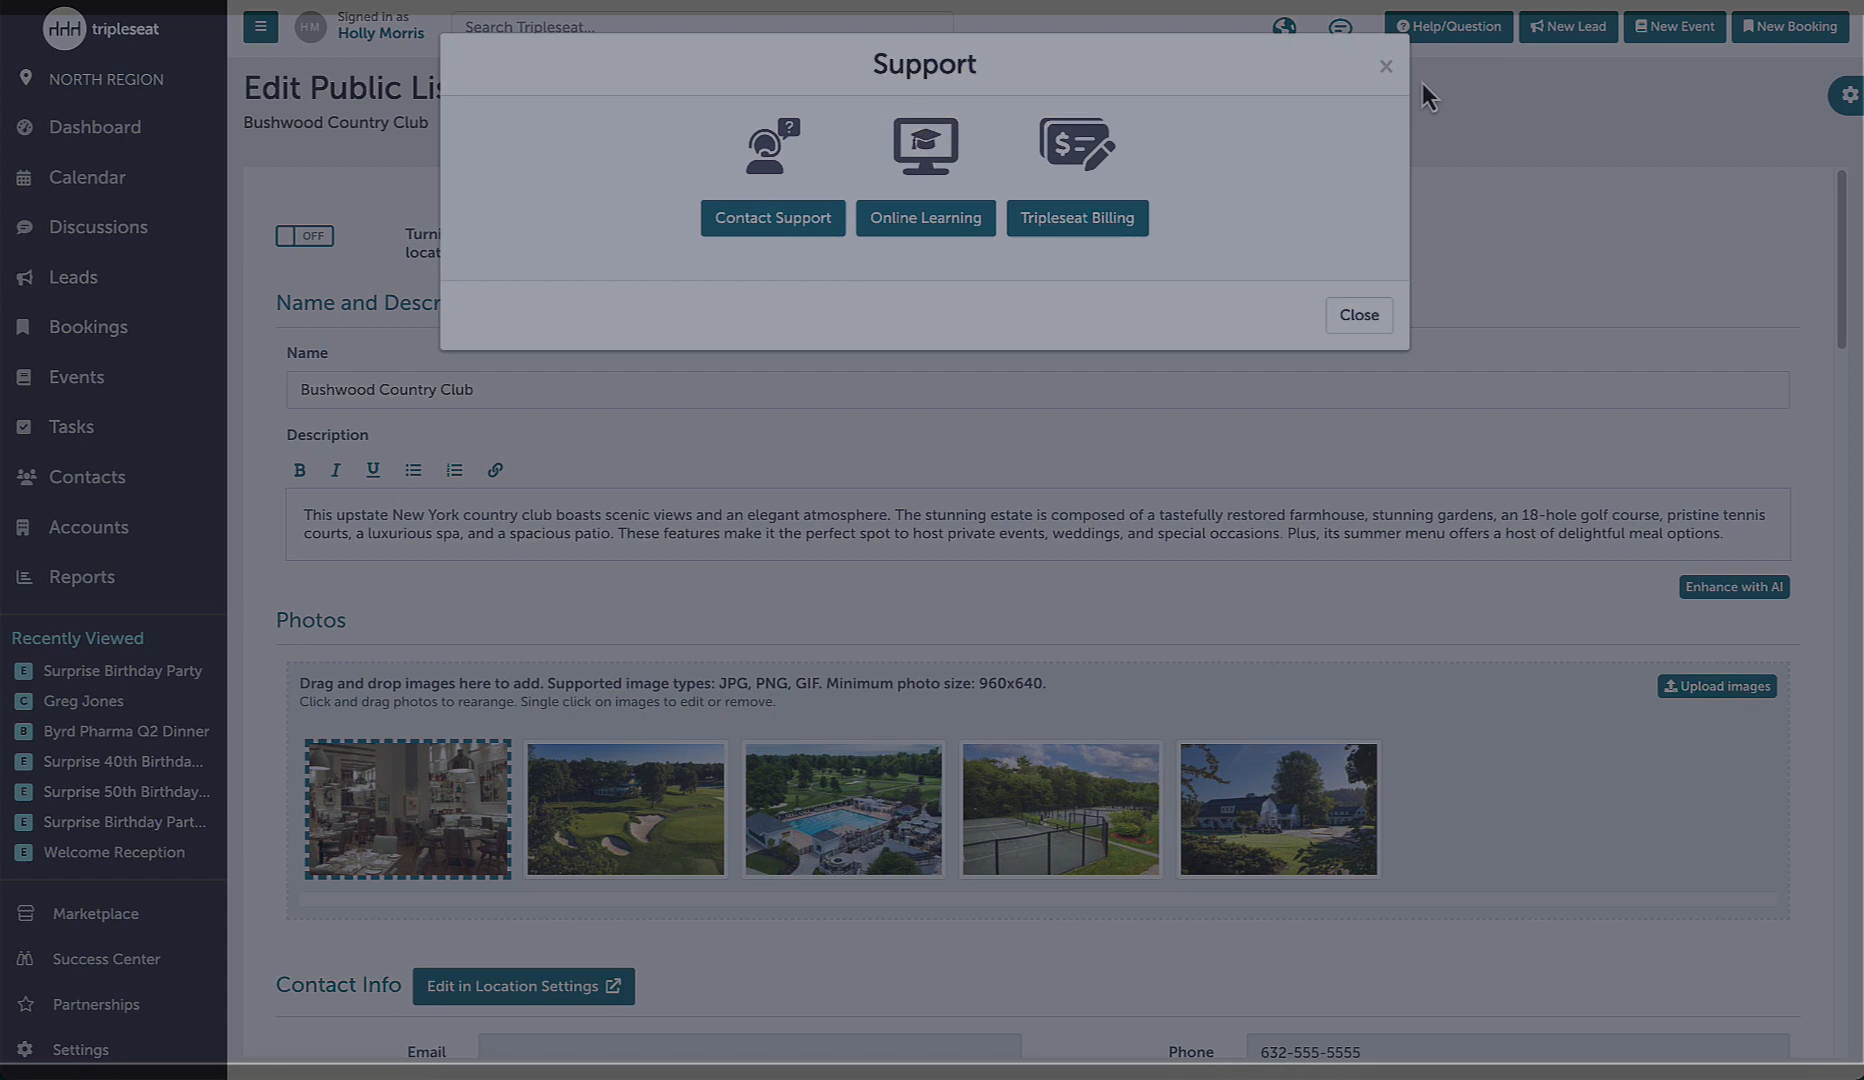 tripleseat
Signed in as
HM
Holly Morris
Search Tripleseat...
Help/Question
New Lead
New Event
New Booking
NORTH REGION
Dashboard
Calendar
Discussions
Leads
Bookings
Events
Tasks
Contacts
Accounts
Reports
Recently Viewed
E Surprise Birthday Party
C Greg Jones
B Byrd Pharma Q2 Dinner
E Surprise 40th Birthda...
E Surprise 50th Birthday...
E Surprise Birthday Part...
E Welcome Reception
Marketplace
Success Center
Partnerships
Settings
Edit Public Lis
Bushwood Country Club
Support
×
Contact Support
Online Learning
Tripleseat Billing
Close
OFF
Turni
locat
Name and Descr
Name
Bushwood Country Club
Description
B I U
This upstate New York country club boasts scenic views and an elegant atmosphere. The stunning estate is composed of a tastefully restored farmhouse, stunning gardens, an 18-hole golf course, pristine tennis
courts, a luxurious spa, and a spacious patio. These features make it the perfect spot to host private events, weddings, and special occasions. Plus, its summer menu offers a host of delightful meal options.
Enhance with AI
Photos
Drag and drop images here to add. Supported image types: JPG, PNG, GIF. Minimum photo size: 960x640.
Click and drag photos to rearrange. Single click on images to edit or remove.
Upload images
Contact Info
Edit in Location Settings
Email
Phone
632-555-5555